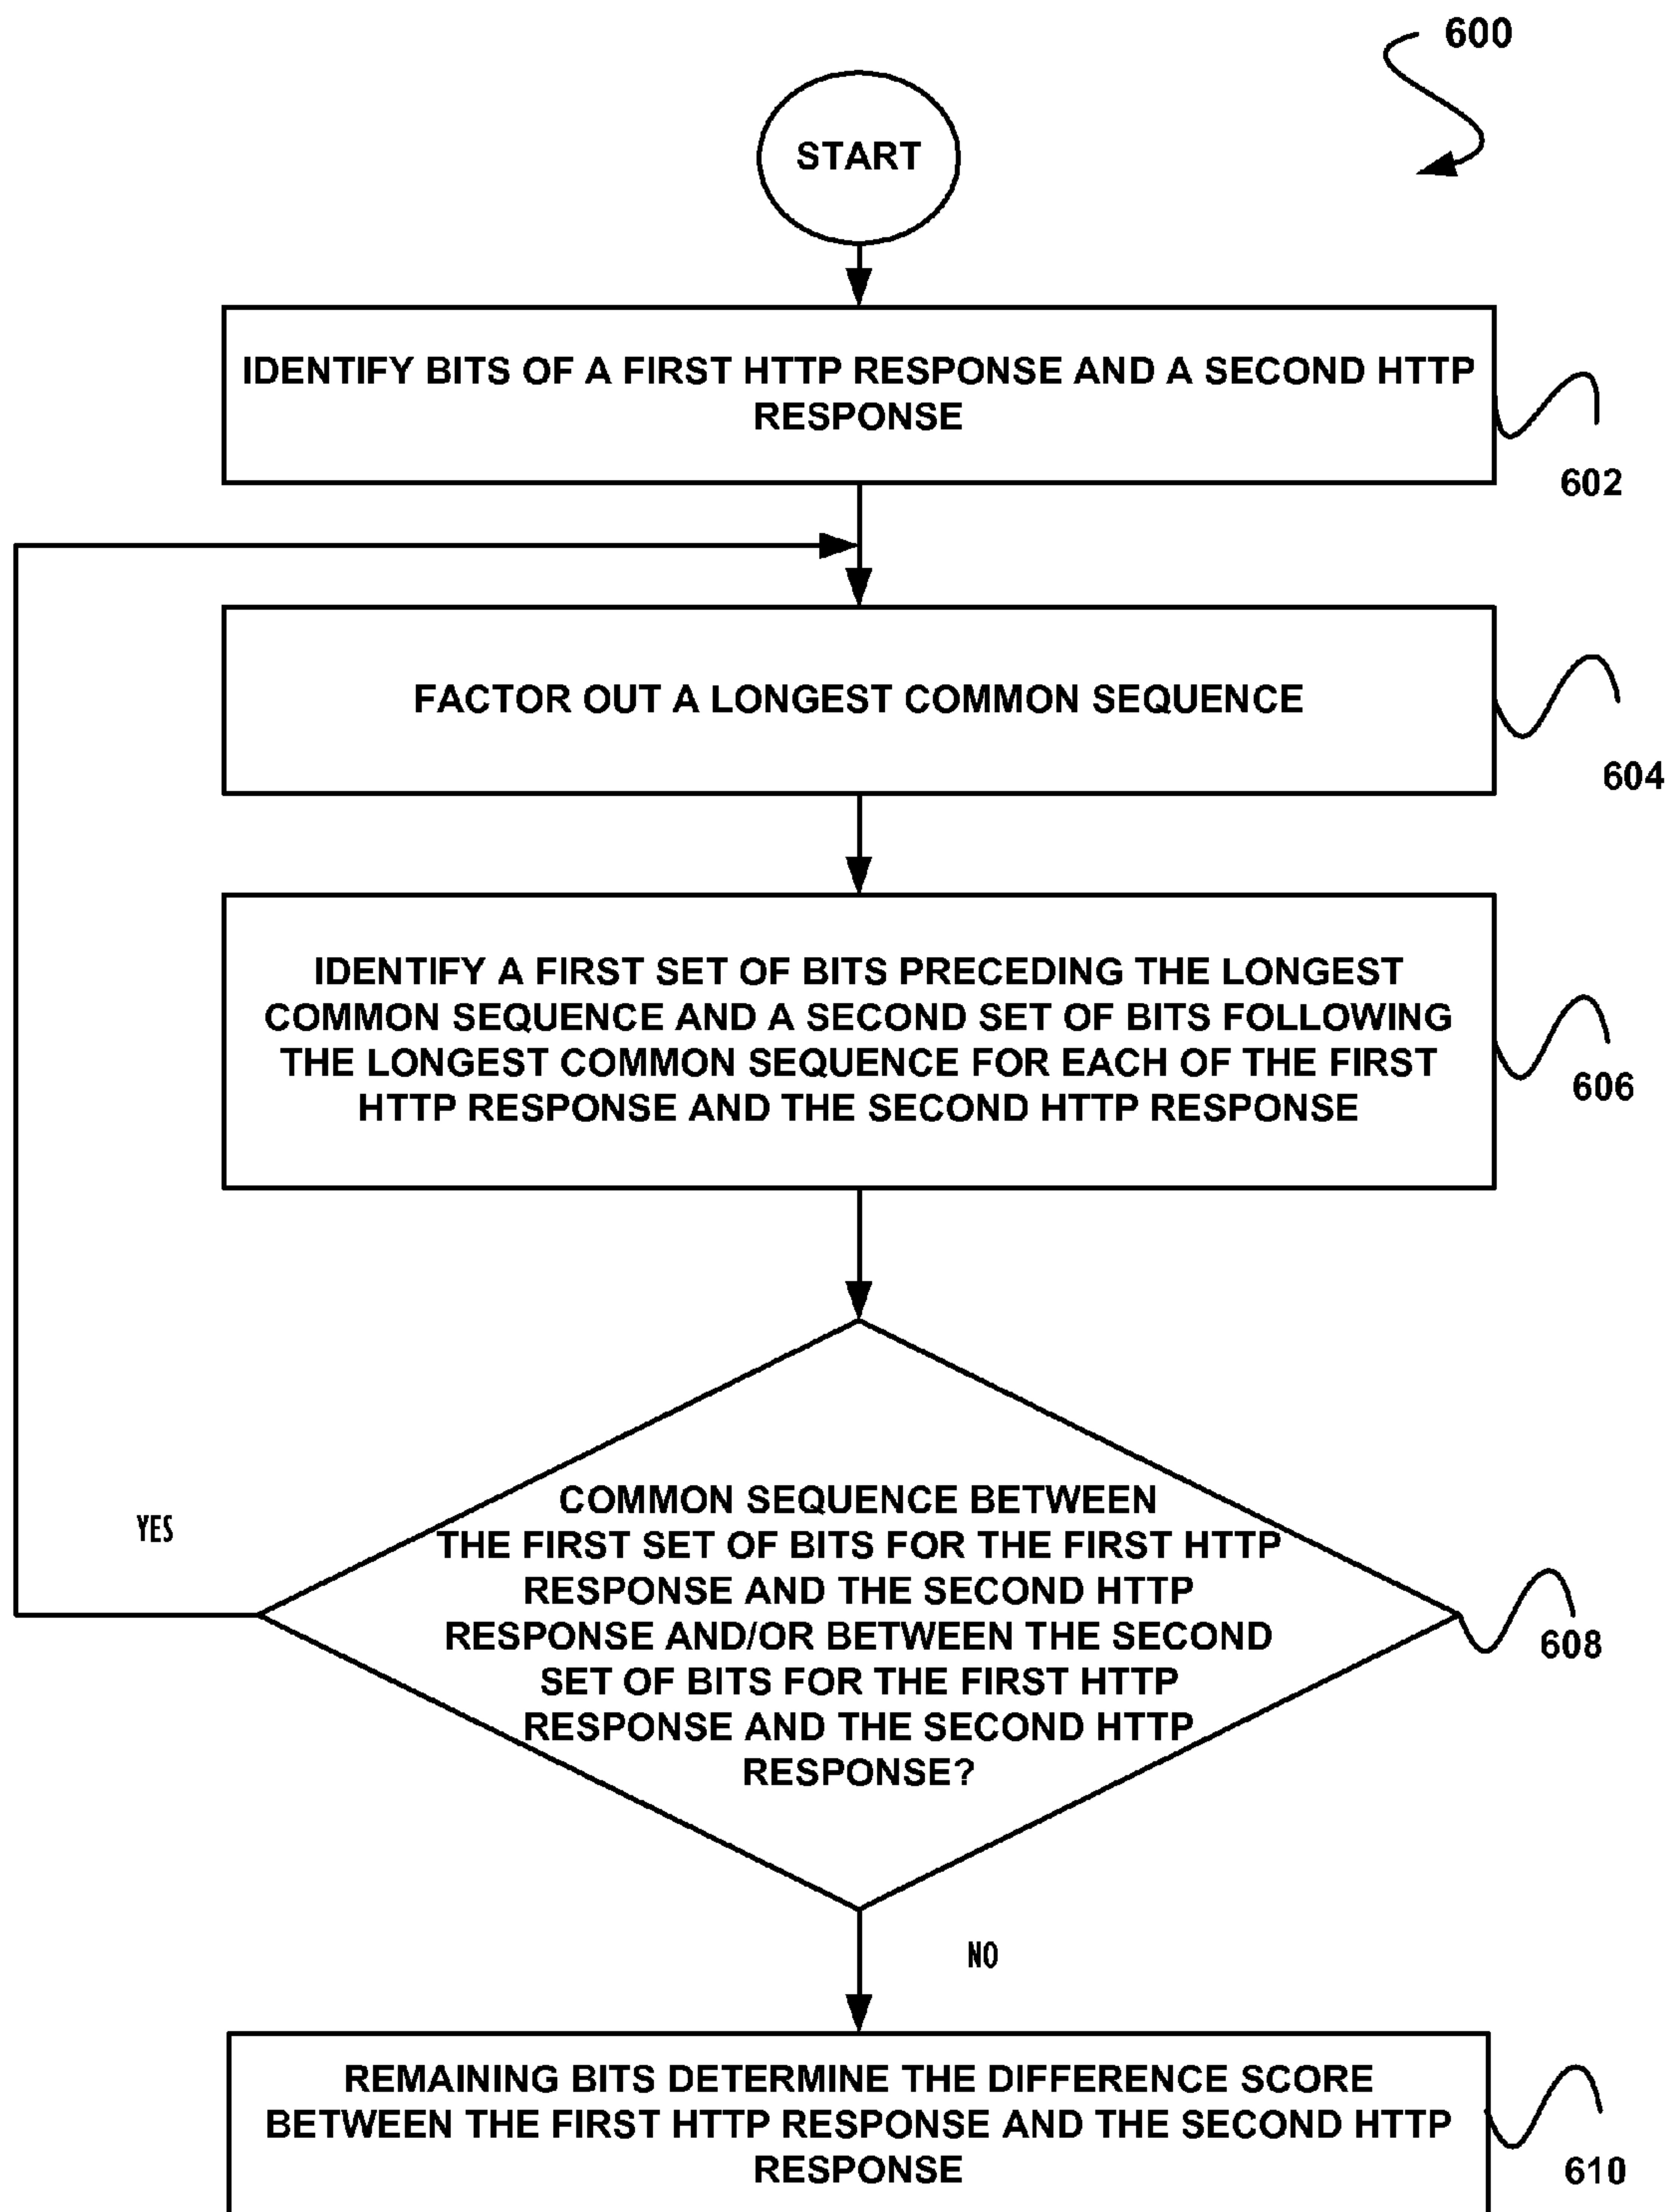 600
START
IDENTIFY BITS OF A FIRST HTTP RESPONSE AND A SECOND HTTP
RESPONSE
602
FACTOR OUT A LONGEST COMMON SEQUENCE
604
IDENTIFY A FIRST SET OF BITS PRECEDING THE LONGEST
COMMON SEQUENCE AND A SECOND SET OF BITS FOLLOWING
THE LONGEST COMMON SEQUENCE FOR EACH OF THE FIRST
HTTP RESPONSE AND THE SECOND HTTP RESPONSE
606
COMMON SEQUENCE BETWEEN
THE FIRST SET OF BITS FOR THE FIRST HTTP
RESPONSE AND THE SECOND HTTP
RESPONSE AND/OR BETWEEN THE SECOND
SET OF BITS FOR THE FIRST HTTP
RESPONSE AND THE SECOND HTTP
RESPONSE?
YES
608
NO
REMAINING BITS DETERMINE THE DIFFERENCE SCORE
BETWEEN THE FIRST HTTP RESPONSE AND THE SECOND HTTP
RESPONSE
610